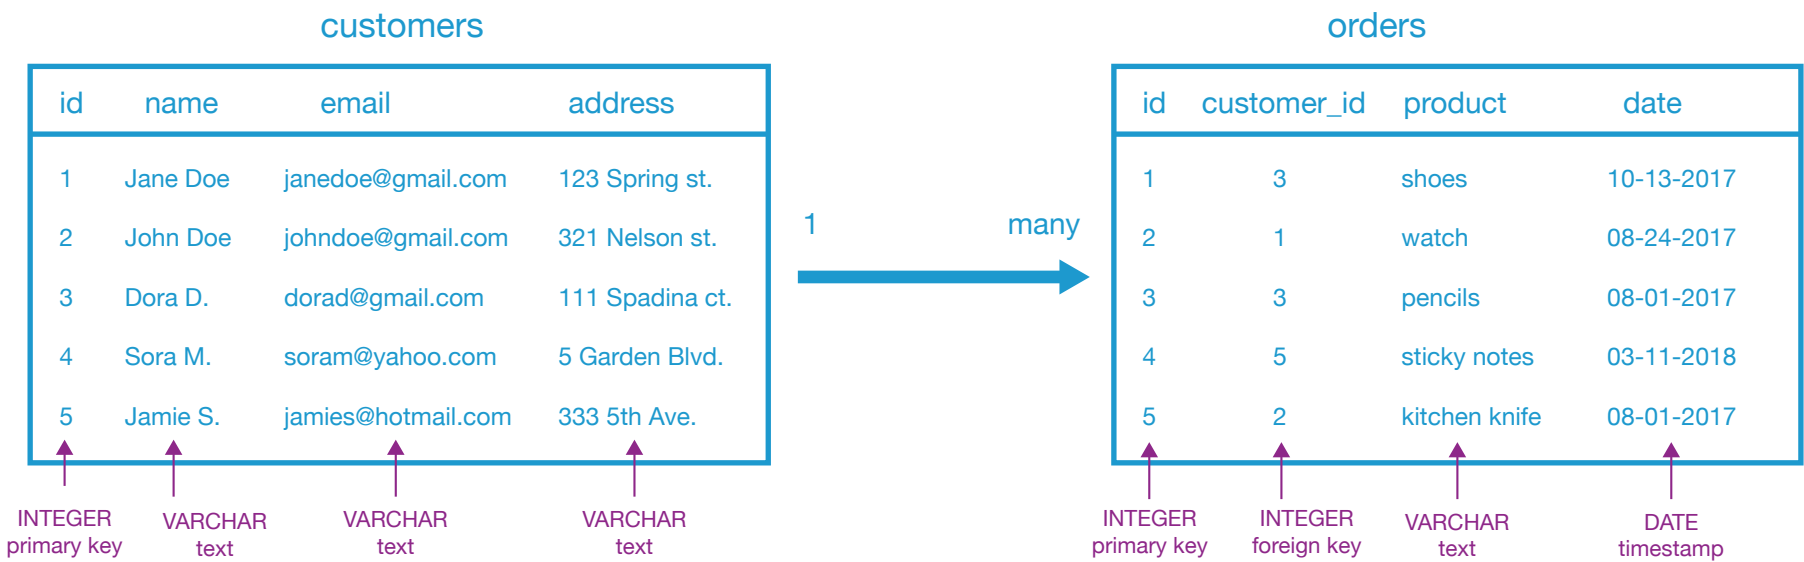 customers
id name email address
1 Jane Doe janedoe@gmail.com 123 Spring st.
2 John Doe johndoe@gmail.com 321 Nelson st.
3 Dora D. dorad@gmail.com 111 Spadina ct.
4 Sora M. soram@yahoo.com 5 Garden Blvd.
5 Jamie S. jamies@hotmail.com 333 5th Ave.
INTEGER VARCHAR VARCHAR VARCHAR
primary key text text text
1 many
orders
id customer_id product date
1 3 shoes 10-13-2017
2 1 watch 08-24-2017
3 3 pencils 08-01-2017
4 5 sticky notes 03-11-2018
5 2 kitchen knife 08-01-2017
INTEGER INTEGER VARCHAR DATE
primary key foreign key text timestamp